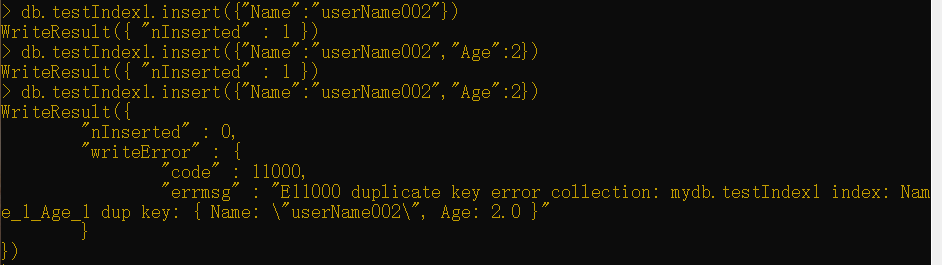 > db.testIndex1.insert({"Name":"userName002"})
WriteResult({ "nInserted" : 1 })
> db.testIndex1.insert({"Name":"userName002","Age":2})
WriteResult({ "nInserted" : 1 })
> db.testIndex1.insert({"Name":"userName002","Age":2})
WriteResult({
        "nInserted" : 0,
        "writeError" : {
                "code" : 11000,
                "errmsg" : "E11000 duplicate key error collection: mydb.testIndex1 index: Nam
e_1_Age_1 dup key: { Name: \"userName002\", Age: 2.0 }"
        }
})